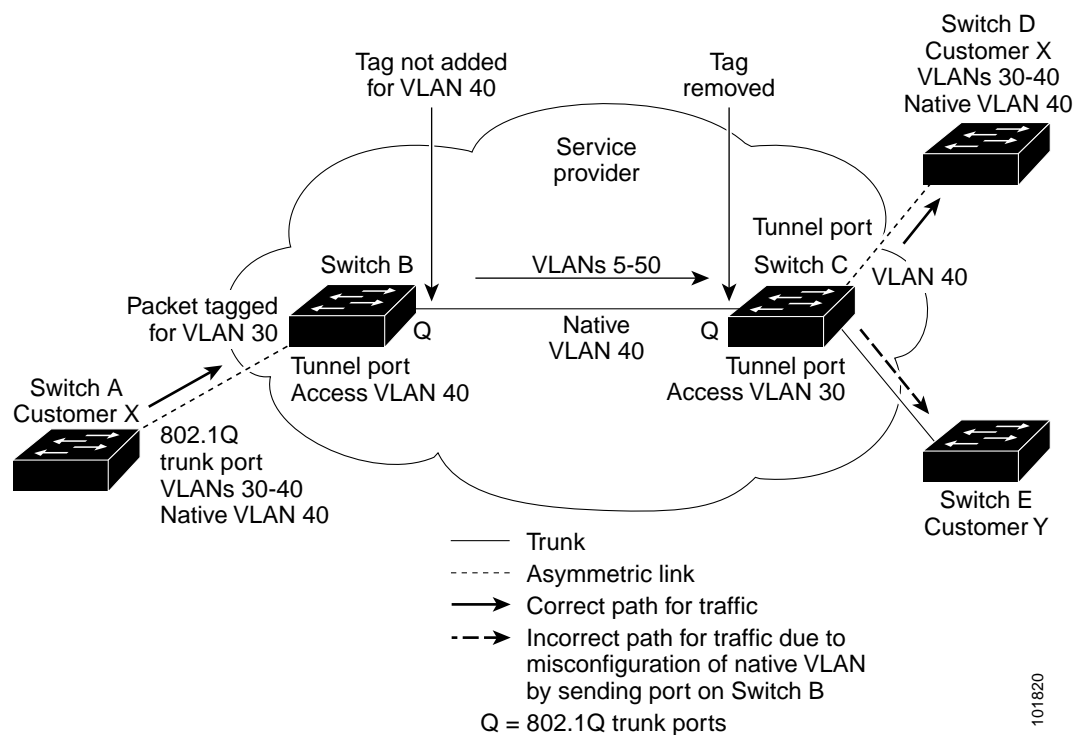 Switch D
Customer X
VLANs 30-40
Native VLAN 40
Tag not added
for VLAN 40
Tag
removed
Service
provider
Tunnel port
Switch B
VLANs 5-50
Switch C
VLAN 40
Packet tagged
for VLAN 30
Q
Native
VLAN 40
Q
Tunnel port
Access VLAN 40
Tunnel port
Access VLAN 30
Switch A
Customer X
802.1Q
trunk port
VLANs 30-40
Native VLAN 40
Switch E
Customer Y
Trunk
Asymmetric link
Correct path for traffic
Incorrect path for traffic due to
misconfiguration of native VLAN
by sending port on Switch B
Q = 802.1Q trunk ports
101820